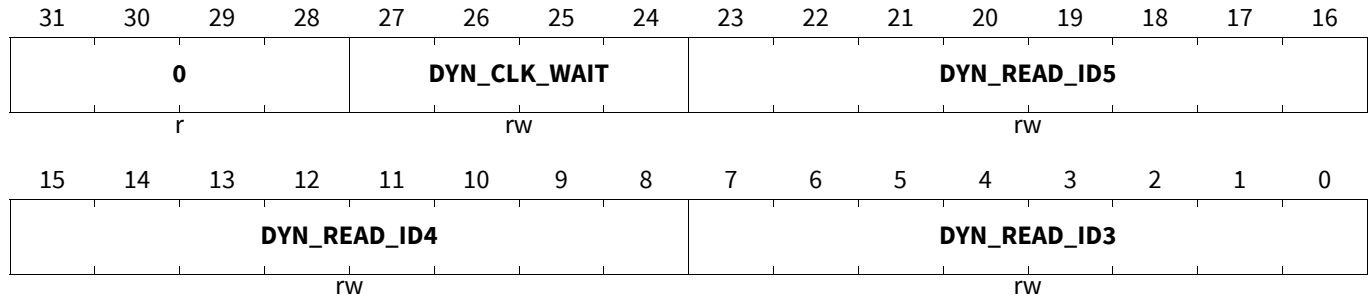 31 30 29 28 27 26 25 24 23 22 21 20 19 18 17 16
0 DYN_CLK_WAIT DYN_READ_ID5
r rw rw
15 14 13 12 11 10 9 8 7 6 5 4 3 2 1 0
DYN_READ_ID4 DYN_READ_ID3
rw rw